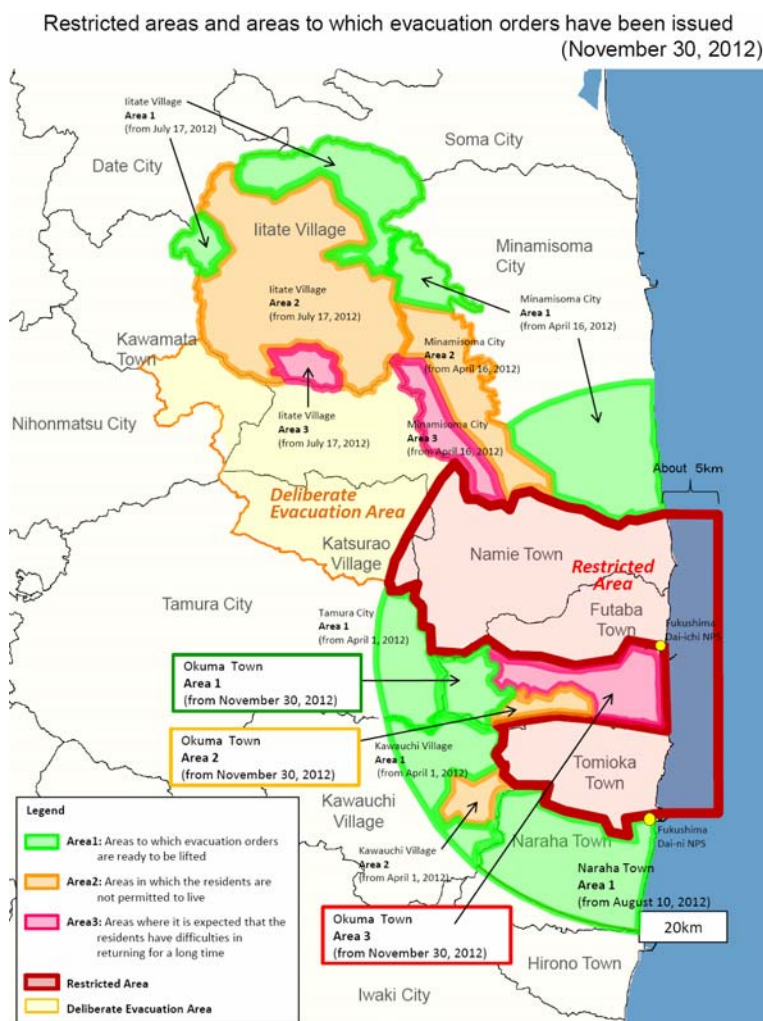 Restricted areas and areas to which evacuation orders have been issued
(November 30, 2012)
Iitate Village
Area 1
(from July 17, 2012)
Soma City
Date City
Iitate Village
Minamisoma
City
Iitate Village
Area 2
(from July 17, 2012)
Minamisoma City
Area 1
(from April 16, 2012)
Kawamata
Town
Minamisoma City
Area 2
(from April 16, 2012)
Nihonmatsu City
Iitate Village
Area 3
(from July 17, 2012)
Minamisoma City
Area 3
(from April 16, 2012)
About 5km
Deliberate
Evacuation Area
Katsurao
Village
Namie Town
Restricted
Area
Futaba
Town
Tamura City
Tamura City
Area 1
(from April 1, 2012)
Fukushima
Dai-ichi NPS
Okuma Town
Area 1
(from November 30, 2012)
Okuma Town
Area 2
(from November 30, 2012)
Kawauchi Village
Area 1
(from April 1, 2012)
Tomioka
Town
Kawauchi
Village
Kawauchi Village
Area 2
(from April 1, 2012)
Naraha Town
Fukushima
Dai-ni NPS
Naraha Town
Area 1
(from August 10, 2012)
Okuma Town
Area 3
(from November 30, 2012)
20km
Hirono Town
Iwaki City
Legend
Area1: Areas to which evacuation orders
are ready to be lifted
Area2: Areas in which the residents are
not permitted to live
Area3: Areas where it is expected that the
residents have difficulties in
returning for a long time
Restricted Area
Deliberate Evacuation Area